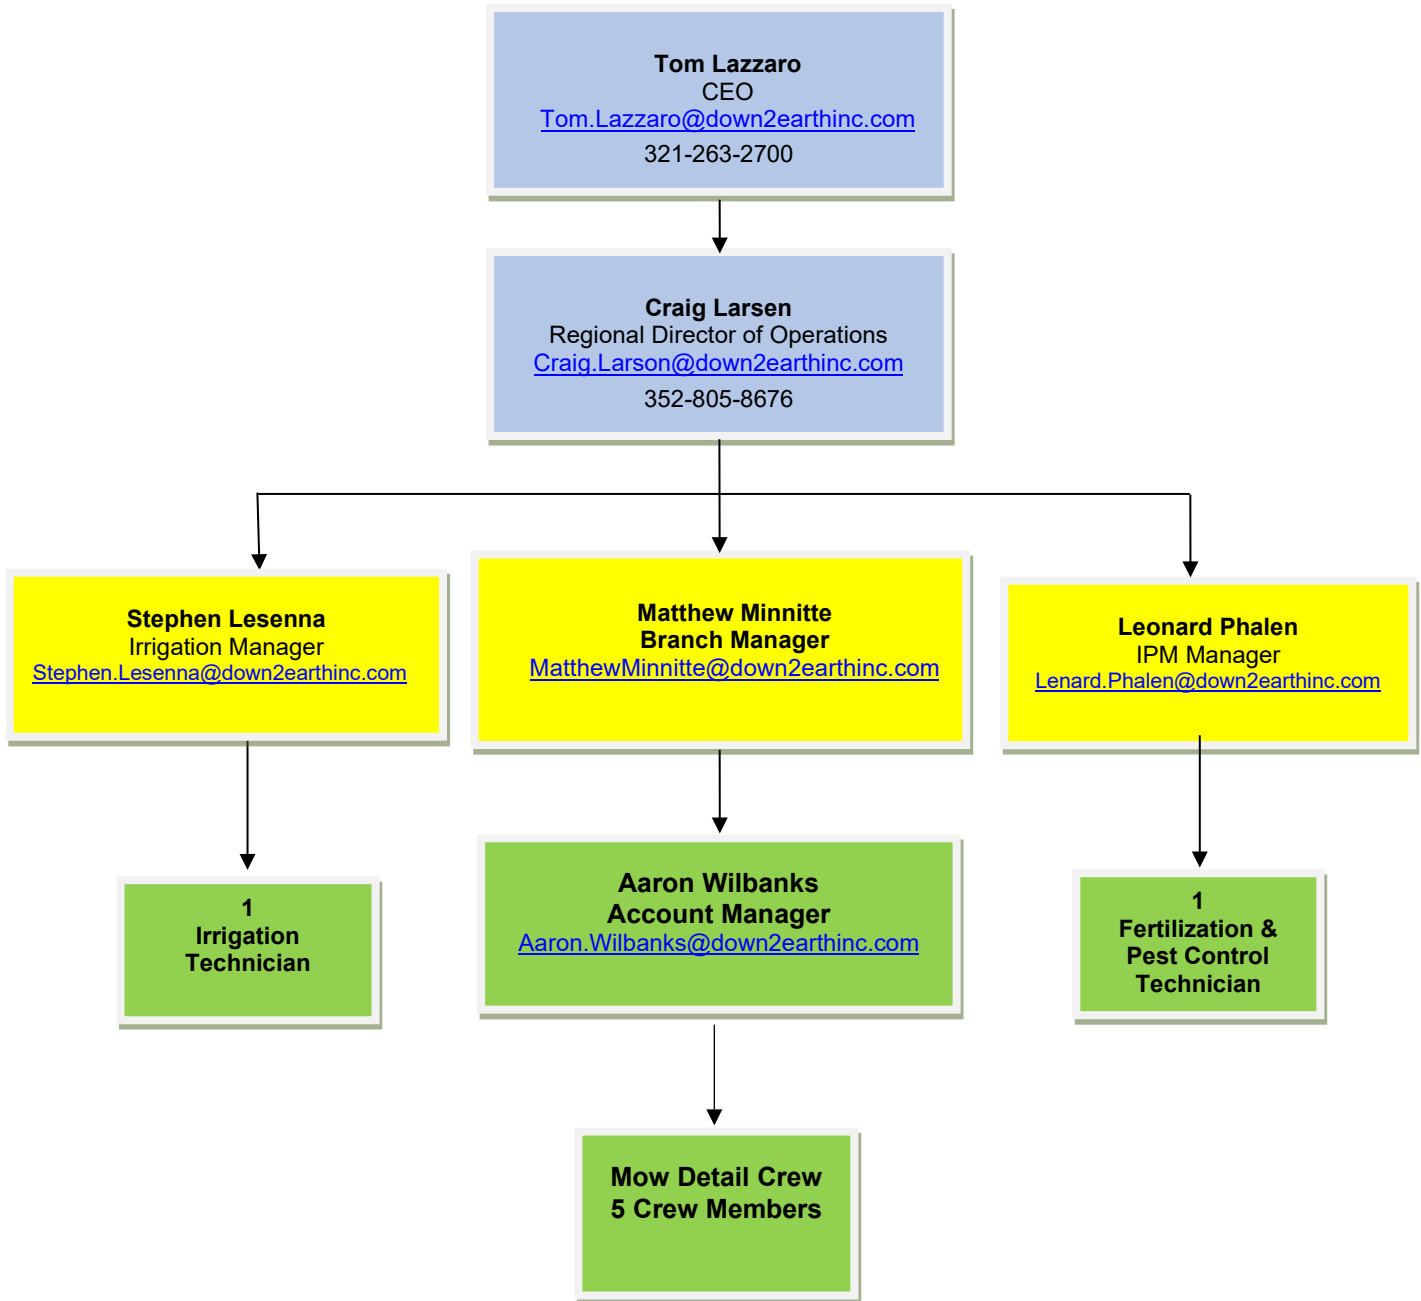 Tom Lazzaro
CEO
Tom.Lazzaro@down2earthinc.com
321-263-2700
Craig Larsen
Regional Director of Operations
Craig.Larson@down2earthinc.com
352-805-8676
Stephen Lesenna
Irrigation Manager
Stephen.Lesenna@down2earthinc.com
Matthew Minnitte
Branch Manager
MatthewMinnitte@down2earthinc.com
Leonard Phalen
IPM Manager
Lenard.Phalen@down2earthinc.com
1
Irrigation
Technician
Aaron Wilbanks
Account Manager
Aaron.Wilbanks@down2earthinc.com
1
Fertilization &
Pest Control
Technician
Mow Detail Crew
5 Crew Members